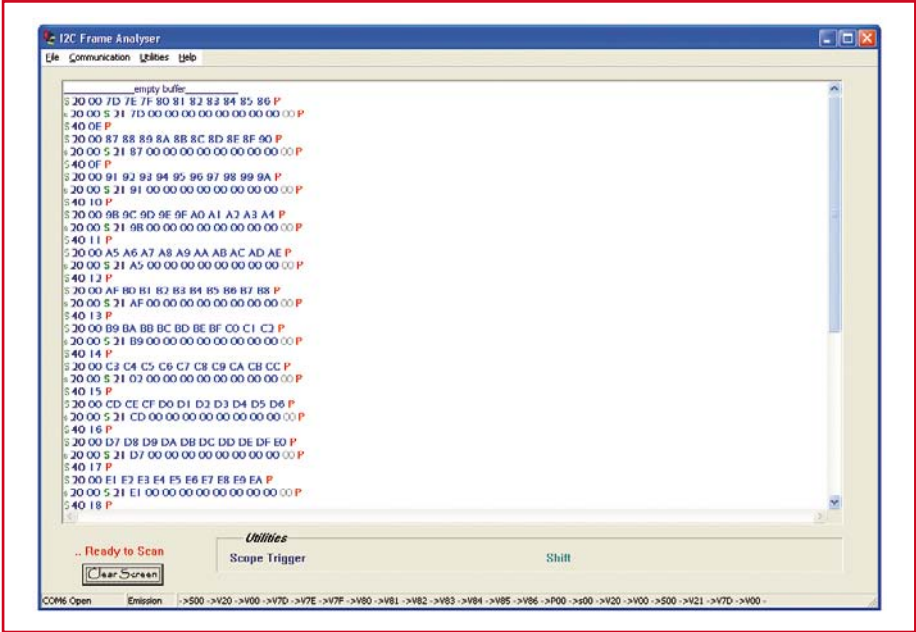 I2C Frame Analyser
File Communication Utilities Help
____________empty buffer__________
S 20 00 7D 7E 7F 80 81 82 83 84 85 86 P
s 20 00 S 21 7D 00 00 00 00 00 00 00 00 00 P
S 40 0E P
S 20 00 87 88 89 8A 8B 8C 8D 8E 8F 90 P
s 20 00 S 21 87 00 00 00 00 00 00 00 00 00 P
S 40 0F P
S 20 00 91 92 93 94 95 96 97 98 99 9A P
s 20 00 S 21 91 00 00 00 00 00 00 00 00 00 P
S 40 10 P
S 20 00 9B 9C 9D 9E 9F A0 A1 A2 A3 A4 P
s 20 00 S 21 9B 00 00 00 00 00 00 00 00 00 P
S 40 11 P
S 20 00 A5 A6 A7 A8 A9 AA AB AC AD AE P
s 20 00 S 21 A5 00 00 00 00 00 00 00 00 00 P
S 40 12 P
S 20 00 AF B0 B1 B2 B3 B4 B5 B6 B7 B8 P
s 20 00 S 21 AF 00 00 00 00 00 00 00 00 00 P
S 40 13 P
S 20 00 B9 BA BB BC BD BE BF C0 C1 C2 P
s 20 00 S 21 B9 00 00 00 00 00 00 00 00 00 P
S 40 14 P
S 20 00 C3 C4 C5 C6 C7 C8 C9 CA CB CC P
s 20 00 S 21 02 00 00 00 00 00 00 00 00 00 P
S 40 15 P
S 20 00 CD CE CF D0 D1 D2 D3 D4 D5 D6 P
s 20 00 S 21 CD 00 00 00 00 00 00 00 00 00 P
S 40 16 P
S 20 00 D7 D8 D9 DA DB DC DD DE DF E0 P
s 20 00 S 21 D7 00 00 00 00 00 00 00 00 00 P
S 40 17 P
S 20 00 E1 E2 E3 E4 E5 E6 E7 E8 E9 EA P
s 20 00 S 21 E1 00 00 00 00 00 00 00 00 00 P
S 40 18 P
.. Ready to Scan
Clear Screen
Utilities
Scope Trigger Shift
COM6 Open Emission ->S00 ->V20 ->V00 ->V7D ->V7E ->V7F ->V80 ->V81 ->V82 ->V83 ->V84 ->V85 ->V86 ->P00 ->s00 ->V20 ->V00 ->S00 ->V21 ->V7D ->V00 -